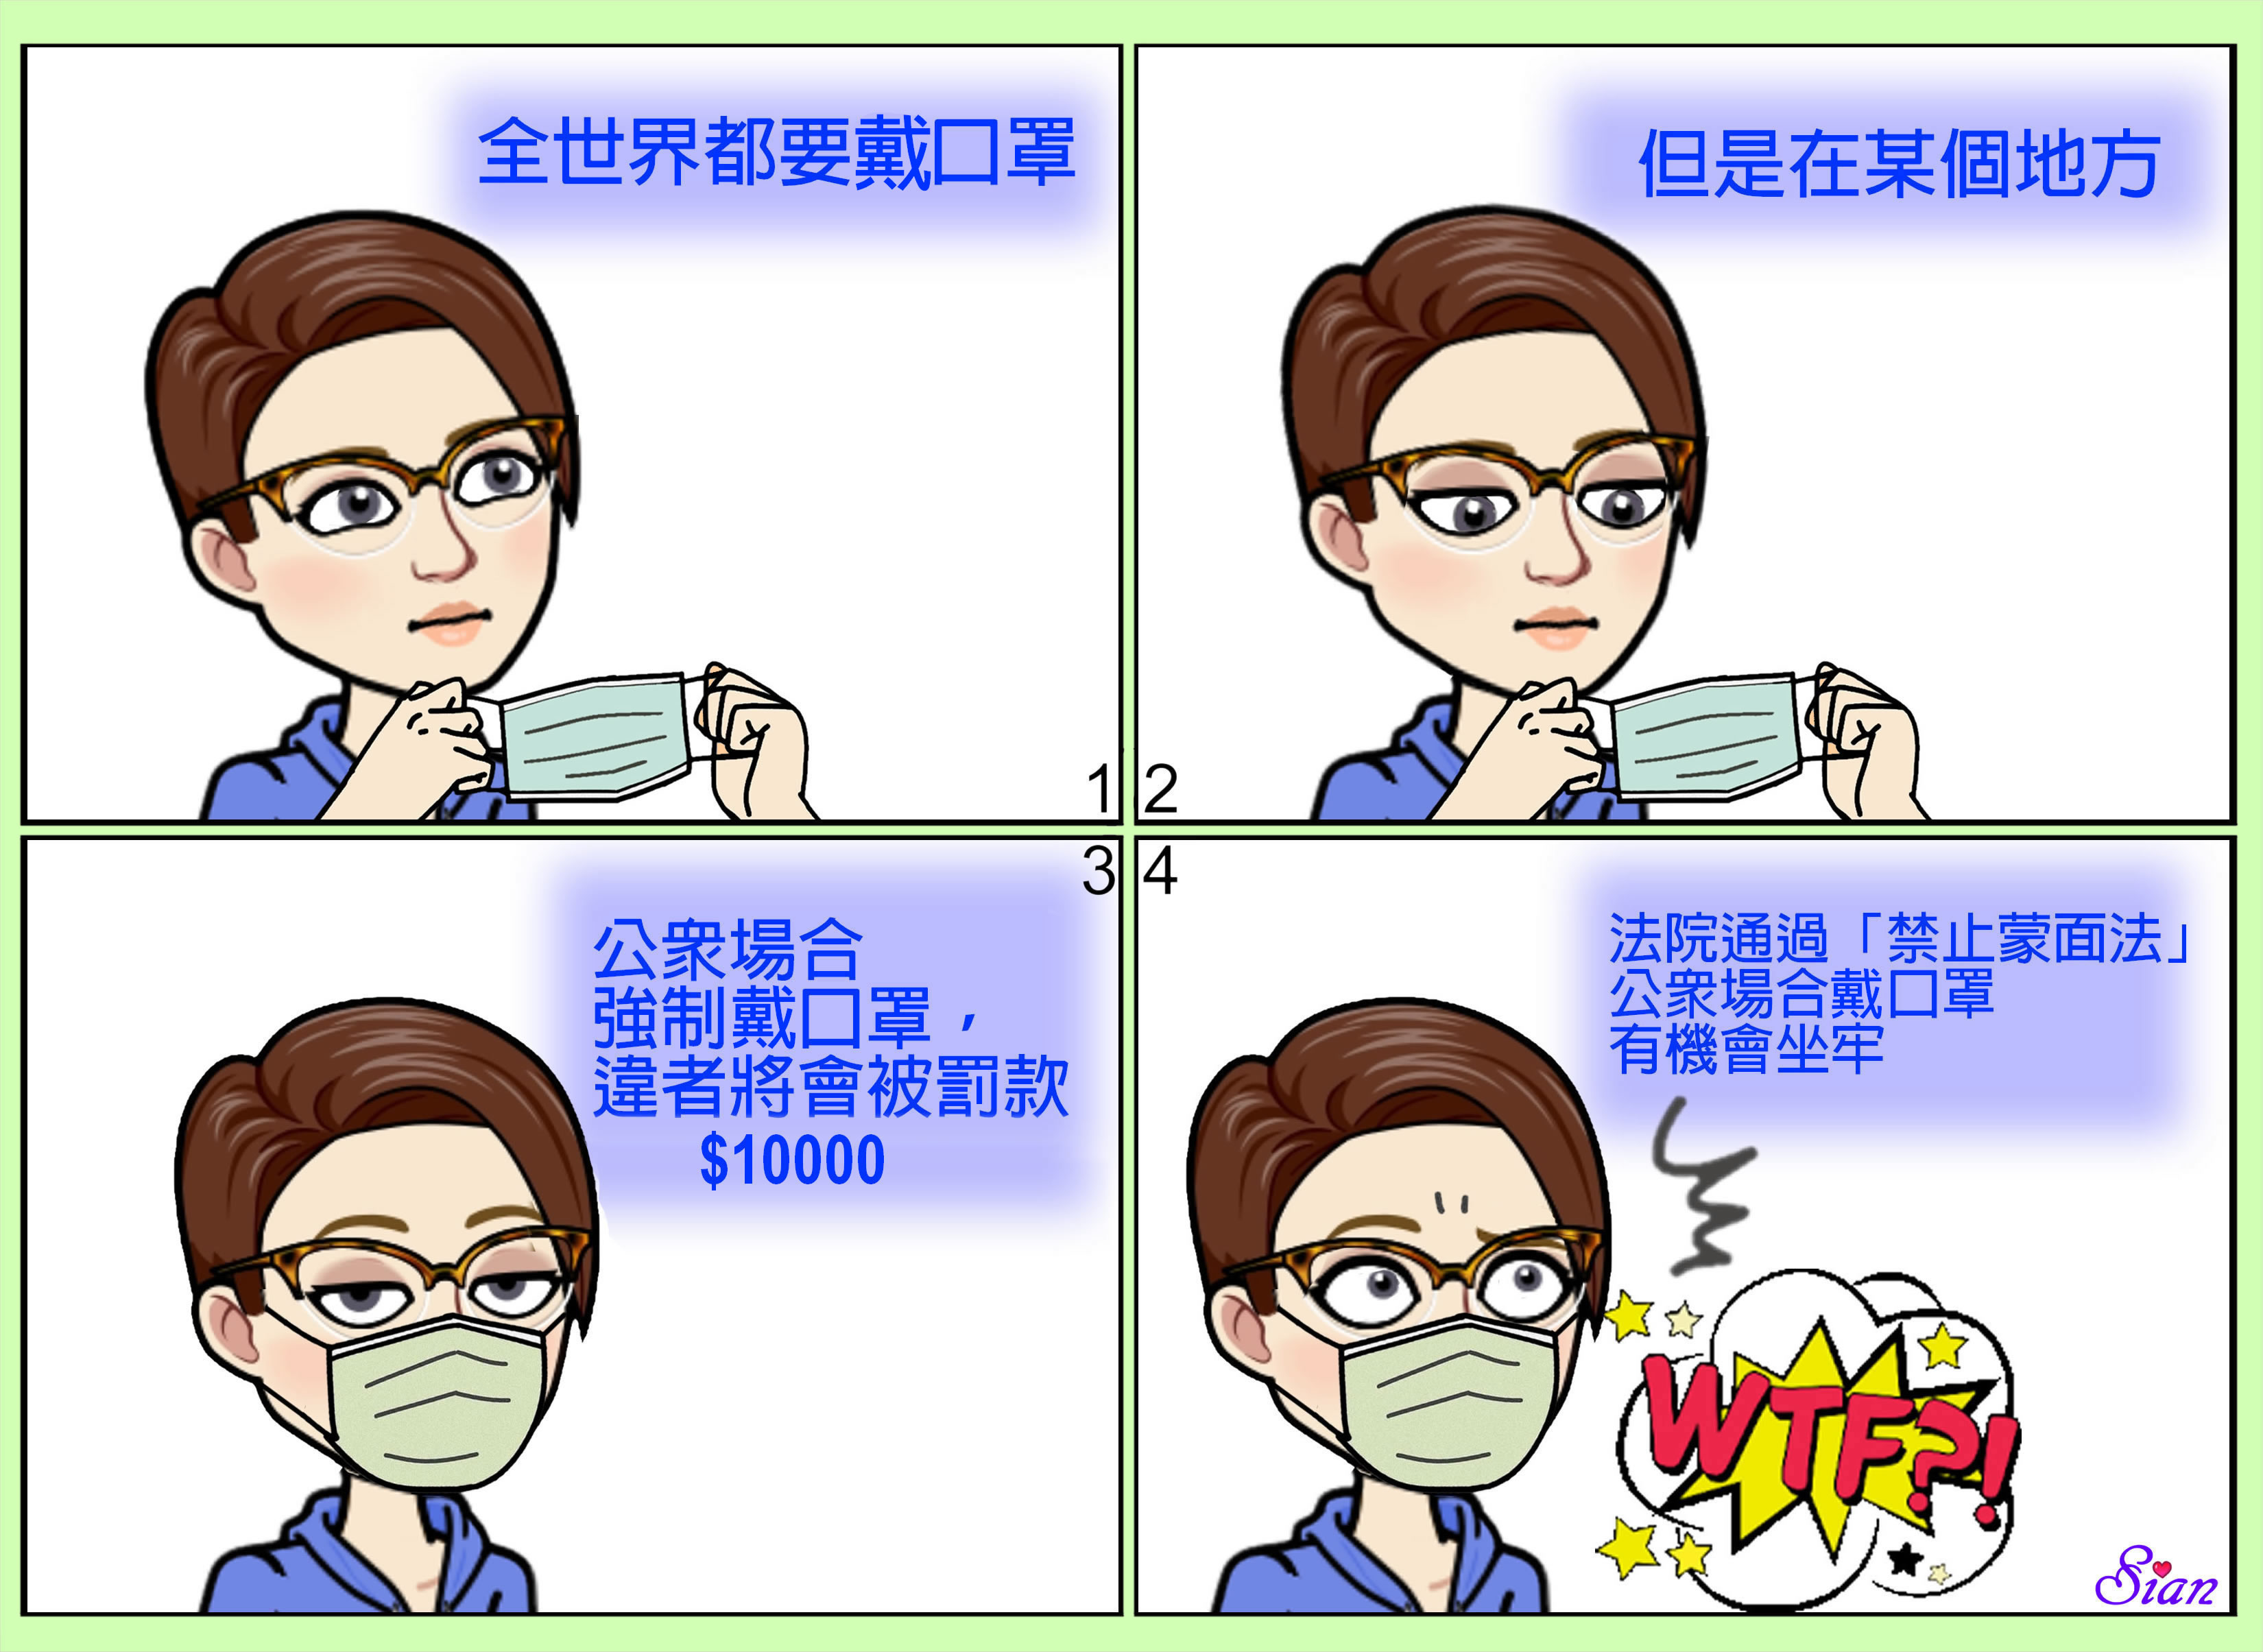 全世界都要戴口罩
但是在某個地方
1
2
公衆場合
強制戴口罩，
違者將會被罰款
$10000
3
4
法院通過「禁止蒙面法」
公衆場合戴口罩
有機會坐牢
WTF?!
Sian